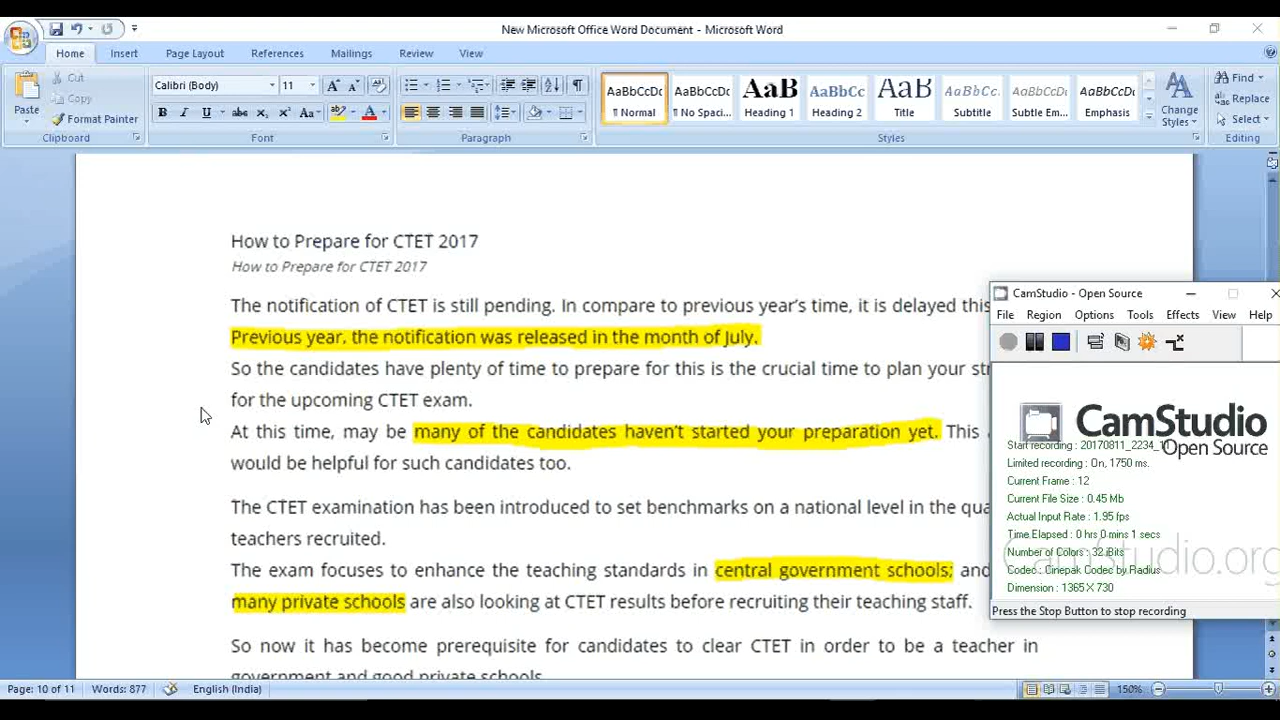 New Microsoft Office Word Document - Microsoft Word
Home Insert Page Layout References Mailings Review View
Paste
Cut
Copy
Format Painter
Clipboard
Calibri (Body) 11
Font
Paragraph
AaBbCcDc AaBbCcDc AaB AaBbCc AaB AaBbCc. AaBbCcDc AaBbCcDc
¶ Normal ¶ No Spaci... Heading 1 Heading 2 Title Subtitle Subtle Em... Emphasis
Change
Styles
Styles
Find
Replace
Select
Editing
How to Prepare for CTET 2017
How to Prepare for CTET 2017
The notification of CTET is still pending. In compare to previous year's time, it is delayed this
Previous year, the notification was released in the month of July.
So the candidates have plenty of time to prepare for this is the crucial time to plan your
for the upcoming CTET exam.
At this time, may be many of the candidates haven't started your preparation yet. This
would be helpful for such candidates too.
The CTET examination has been introduced to set benchmarks on a national level in the
teachers recruited.
The exam focuses to enhance the teaching standards in central government schools; and
many private schools are also looking at CTET results before recruiting their teaching staff.
So now it has become prerequisite for candidates to clear CTET in order to be a teacher in
government and good private schools.
CamStudio - Open Source
File Region Options Tools Effects View Help
CamStudio
Open Source
Start recording : 20170811_2234_1
Limited recording : On, 1750 ms.
Current Frame : 12
Current File Size : 0.45 Mb
Actual Input Rate : 1.95 fps
Time Elapsed : 0 hrs 0 mins 1 secs
Number of Colors : 32 Bits
Codec : Cinepak Codec by Radius
Dimension : 1365 X 730
CamStudio.org
Press the Stop Button to stop recording
Page: 10 of 11 Words: 877 English (India) 150%